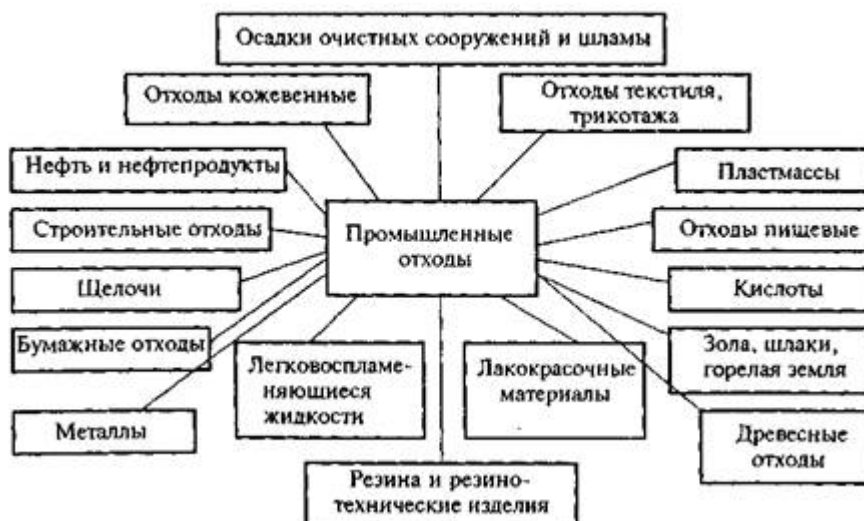 Осадки очистных сооружений и шламы
Отходы кожевенные
Отходы текстиля,
трикотажа
Нефть и нефтепродукты
Пластмассы
Строительные отходы
Промышленные
отходы
Отходы пищевые
Щелочи
Кислоты
Бумажные отходы
Легковоспламе-
няющиеся
жидкости
Лакокрасочные
материалы
Зола, шлаки,
горелая земля
Металлы
Древесные
отходы
Резина и резино-
технические изделия